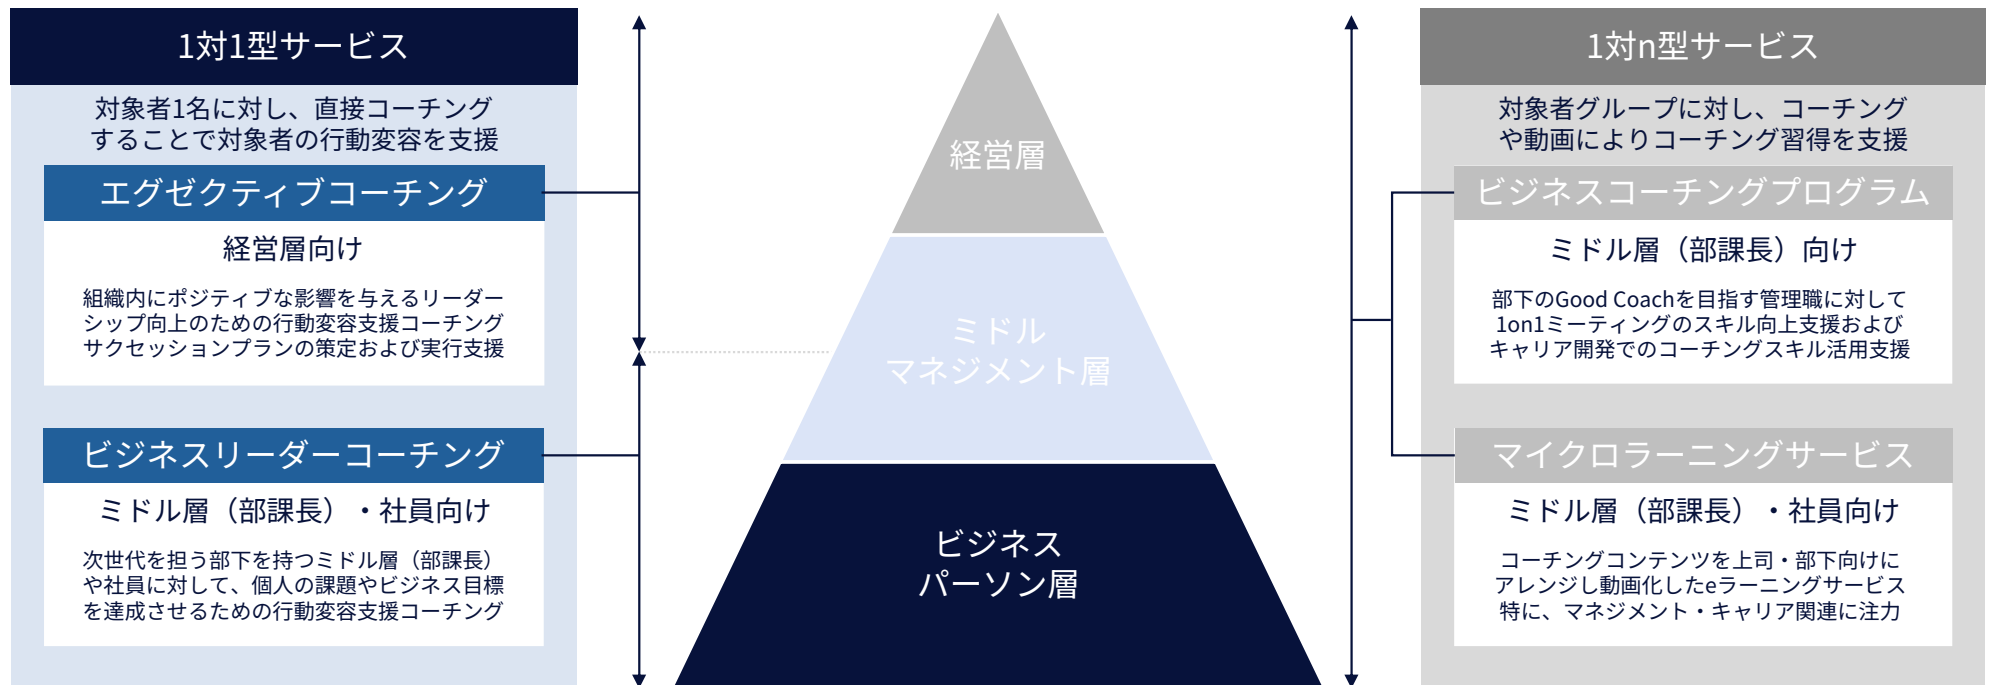 1対1型サービス
対象者1名に対し、直接コーチング
することで対象者の行動変容を支援
エグゼクティブコーチング
経営層向け
組織内にポジティブな影響を与えるリーダー
シップ向上のための行動変容支援コーチング
サクセッションプランの策定および実行支援
ビジネスリーダーコーチング
ミドル層（部課長）・社員向け
次世代を担う部下を持つミドル層（部課長）
や社員に対して、個人の課題やビジネス目標
を達成させるための行動変容支援コーチング
経営層
ミドル
マネジメント層
ビジネス
パーソン層
1対n型サービス
対象者グループに対し、コーチング
や動画によりコーチング習得を支援
ビジネスコーチングプログラム
ミドル層（部課長）向け
部下のGood Coachを目指す管理職に対して
1on1ミーティングのスキル向上支援および
キャリア開発でのコーチングスキル活用支援
マイクロラーニングサービス
ミドル層（部課長）・社員向け
コーチングコンテンツを上司・部下向けに
アレンジし動画化したeラーニングサービス
特に、マネジメント・キャリア関連に注力